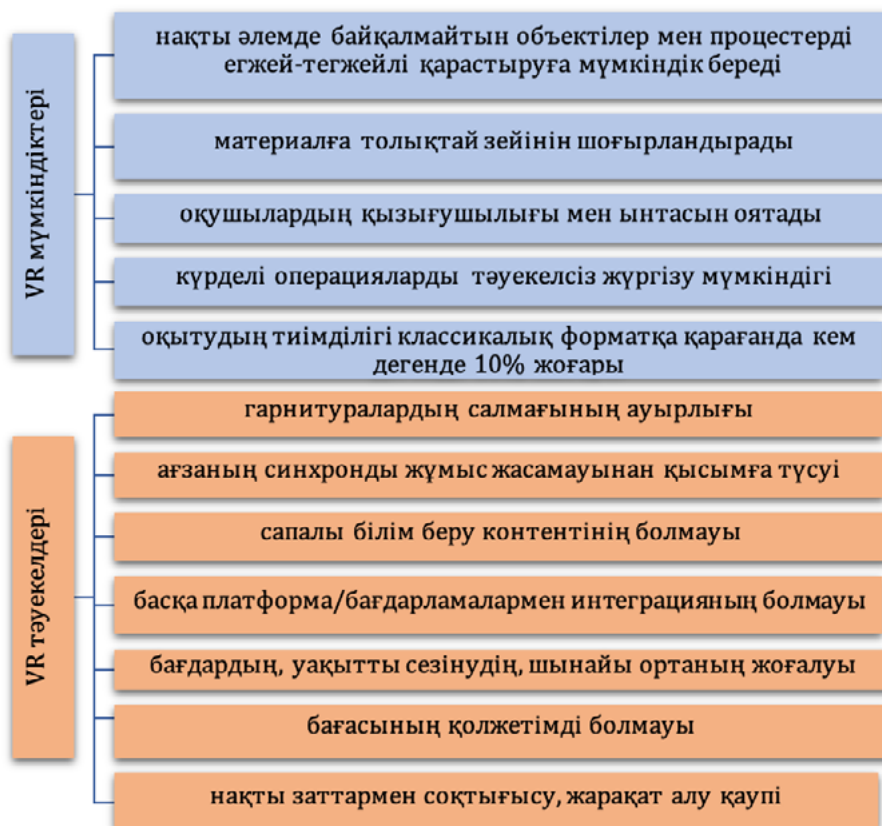 VR мүмкіндіктері
нақты әлемде байқалмайтын объектілер мен процестерді
егжей-тегжейлі қарастыруға мүмкіндік береді
материалға толықтай зейінін шоғырландырады
оқушылардың қызығушылығы мен ынтасын оятады
күрделі операцияларды тәуекелсіз жүргізу мүмкіндігі
оқытудың тиімділігі классикалық форматқа қарағанда кем
дегенде 10% жоғары
VR тәуекелдері
гарнитуралардың салмағының ауырлығы
ағзаның синхронды жұмыс жасамауынан қысымға түсуі
сапалы білім беру контентінің болмауы
басқа платформа/бағдарламалармен интеграцияның болмауы
бағдардың, уақытты сезінудің, шынайы ортаның жоғалуы
бағасының қолжетімді болмауы
нақты заттармен соқтығысу, жарақат алу қаупі